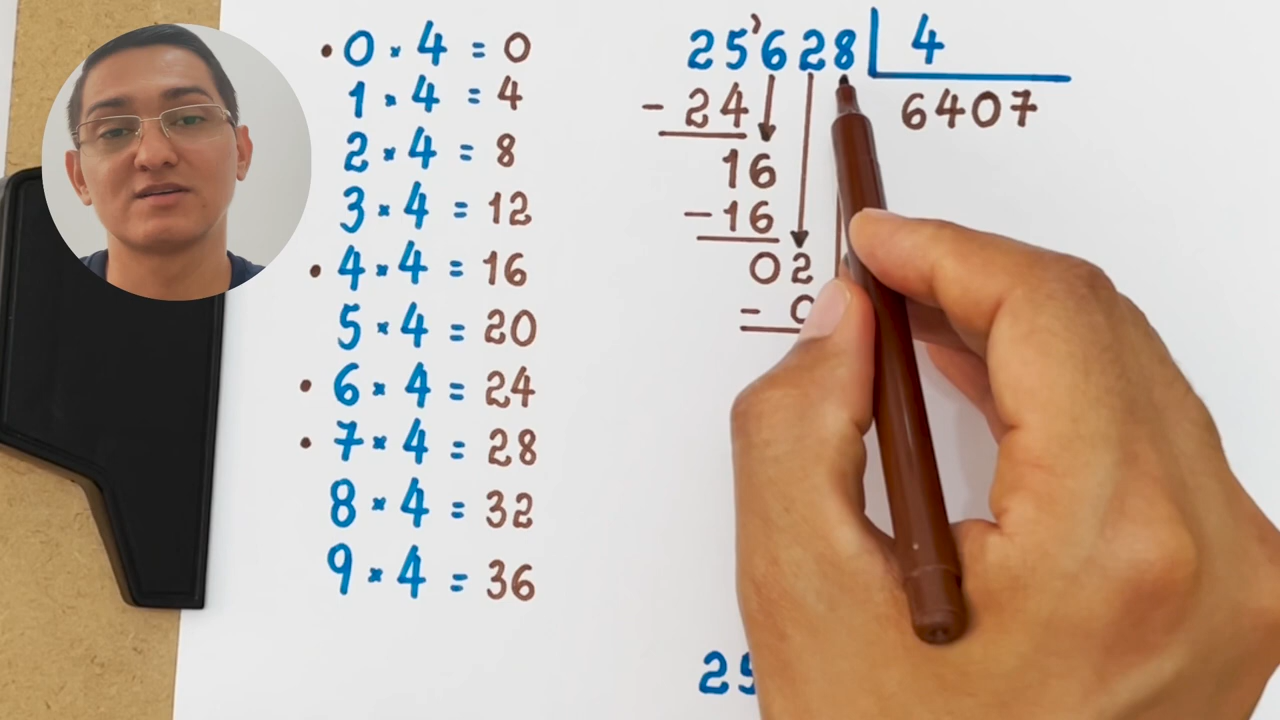 • 0 × 4 = 0
1 × 4 = 4
2 × 4 = 8
3 × 4 = 12
• 4 × 4 = 16
5 × 4 = 20
• 6 × 4 = 24
• 7 × 4 = 28
8 × 4 = 32
9 × 4 = 36
25'628 4
- 24 6407
16
- 16
02
- 0
25